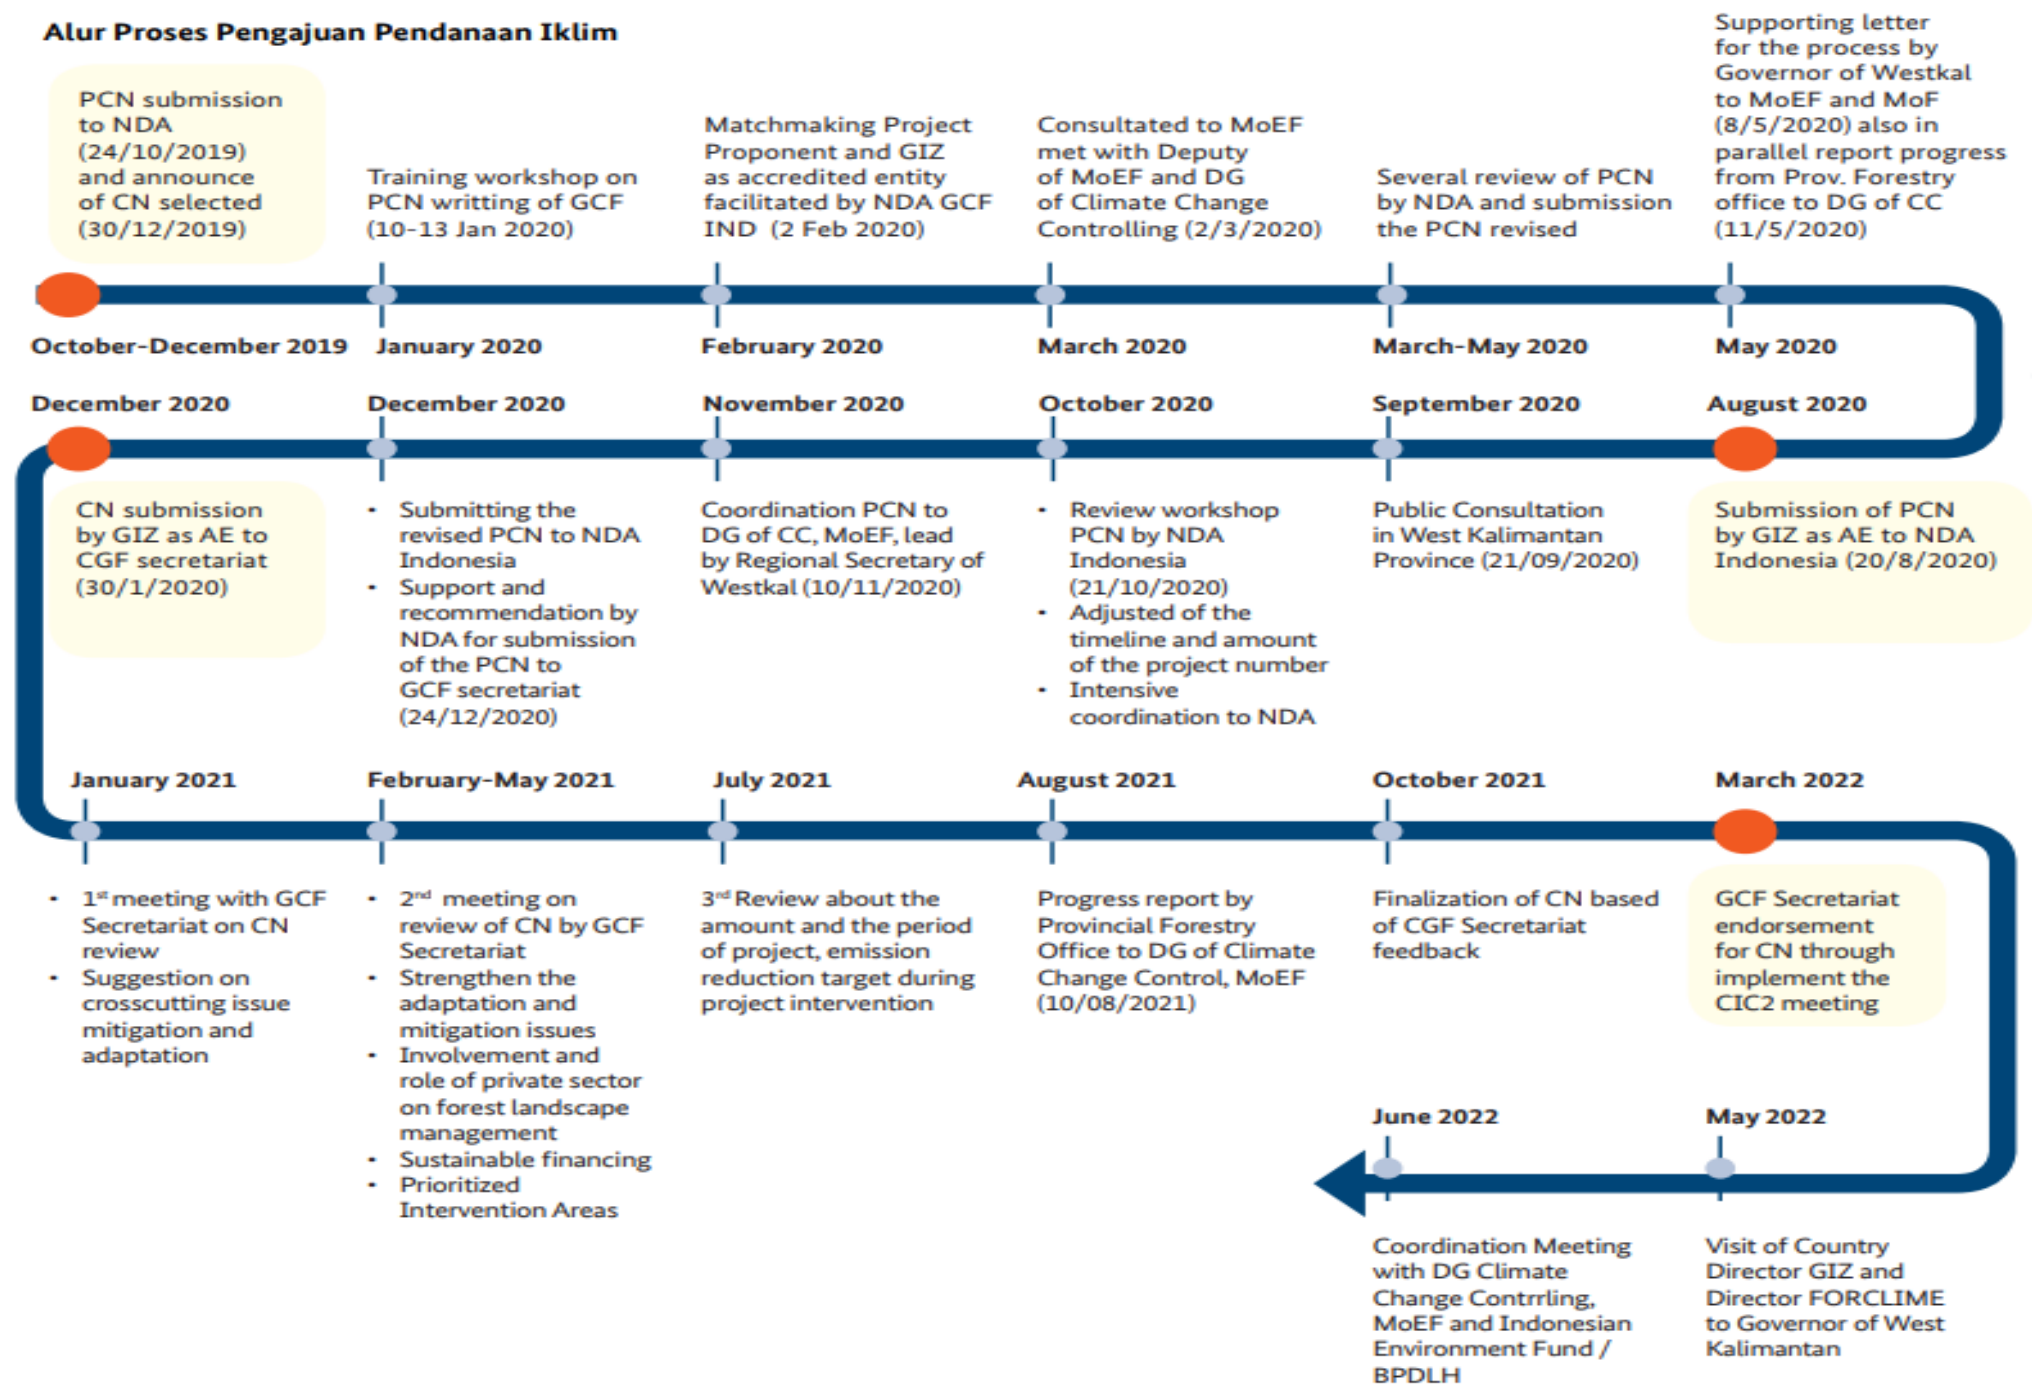 Alur Proses Pengajuan Pendanaan Iklim
PCN submission
to NDA
(24/10/2019)
and announce
of CN selected
(30/12/2019)
Training workshop on
PCN writting of GCF
(10-13 Jan 2020)
Matchmaking Project
Proponent and GIZ
as accredited entity
facilitated by NDA GCF
IND (2 Feb 2020)
Consultated to MoEF
met with Deputy
of MoEF and DG
of Climate Change
Controlling (2/3/2020)
Several review of PCN
by NDA and submission
the PCN revised
Supporting letter
for the process by
Governor of Westkal
to MoEF and MoF
(8/5/2020) also in
parallel report progress
from Prov. Forestry
office to DG of CC
(11/5/2020)
October-December 2019
January 2020
February 2020
March 2020
March-May 2020
May 2020
August 2020
Submission of PCN
by GIZ as AE to NDA
Indonesia (20/8/2020)
September 2020
Public Consultation
in West Kalimantan
Province (21/09/2020)
October 2020
• Review workshop
PCN by NDA
Indonesia
(21/10/2020)
• Adjusted of the
timeline and amount
of the project number
• Intensive
coordination to NDA
November 2020
Coordination PCN to
DG of CC, MoEF, lead
by Regional Secretary of
Westkal (10/11/2020)
December 2020
• Submitting the
revised PCN to NDA
Indonesia
• Support and
recommendation by
NDA for submission
of the PCN to
GCF secretariat
(24/12/2020)
December 2020
CN submission
by GIZ as AE to
CGF secretariat
(30/1/2020)
January 2021
• 1st meeting with GCF
Secretariat on CN
review
• Suggestion on
crosscutting issue
mitigation and
adaptation
February-May 2021
• 2nd meeting on
review of CN by GCF
Secretariat
• Strengthen the
adaptation and
mitigation issues
• Involvement and
role of private sector
on forest landscape
management
• Sustainable financing
• Prioritized
Intervention Areas
July 2021
3rd Review about the
amount and the period
of project, emission
reduction target during
project intervention
August 2021
Progress report by
Provincial Forestry
Office to DG of Climate
Change Control, MoEF
(10/08/2021)
October 2021
Finalization of CN based
of CGF Secretariat
feedback
March 2022
GCF Secretariat
endorsement
for CN through
implement the
CIC2 meeting
May 2022
Visit of Country
Director GIZ and
Director FORCLIME
to Governor of West
Kalimantan
June 2022
Coordination Meeting
with DG Climate
Change Contrrling,
MoEF and Indonesian
Environment Fund /
BPDLH